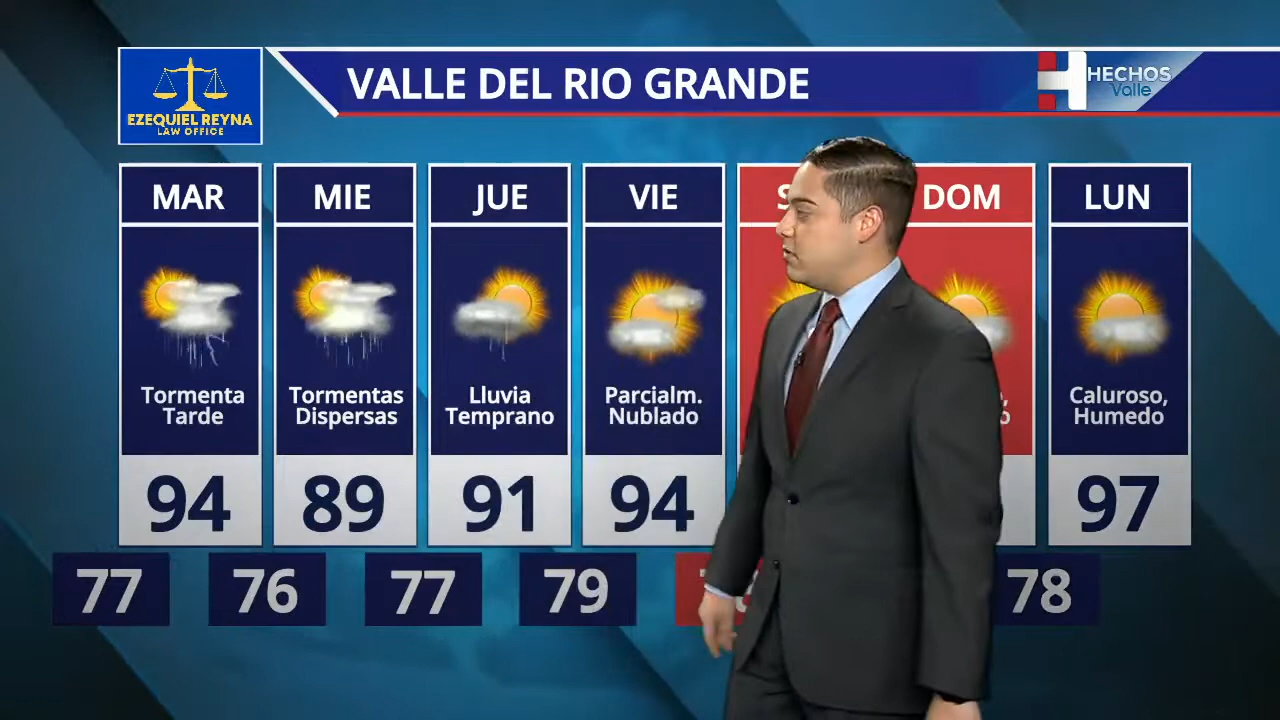 EZEQUIEL REYNA
LAW OFFICE
VALLE DEL RIO GRANDE
HECHOS
Valle
MAR
MIE
JUE
VIE
DOM
LUN
Tormenta
Tarde
Tormentas
Dispersas
Lluvia
Temprano
Parcialm.
Nublado
Caluroso,
Humedo
94
89
91
94
97
77
76
77
79
78